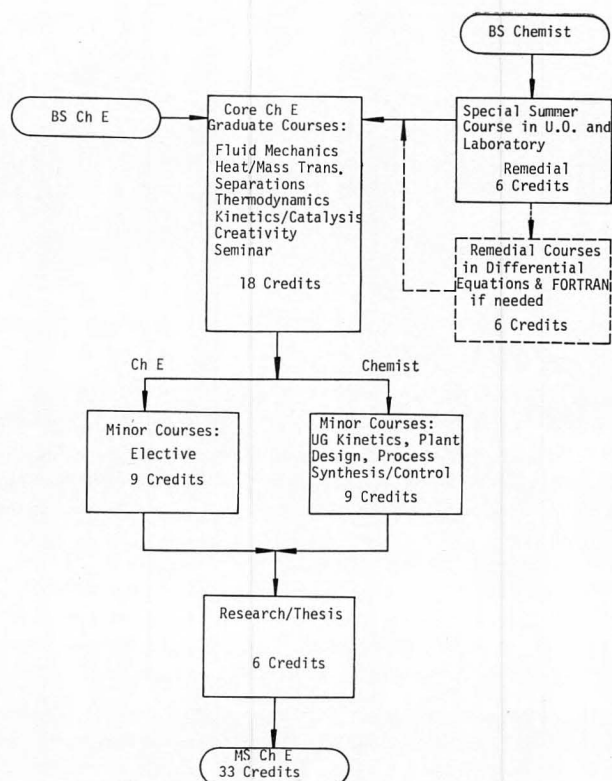 BS Chemist
BS Ch E
Core Ch E
Graduate Courses:
Fluid Mechanics
Heat/Mass Trans.
Separations
Thermodynamics
Kinetics/Catalysis
Creativity
Seminar
18 Credits
Special Summer
Course in U.O. and
Laboratory
Remedial
6 Credits
Remedial Courses
in Differential
Equations & FORTRAN
if needed
6 Credits
Ch E
Chemist
Minor Courses:
Elective
9 Credits
Minor Courses:
UG Kinetics, Plant
Design, Process
Synthesis/Control
9 Credits
Research/Thesis
6 Credits
MS Ch E
33 Credits